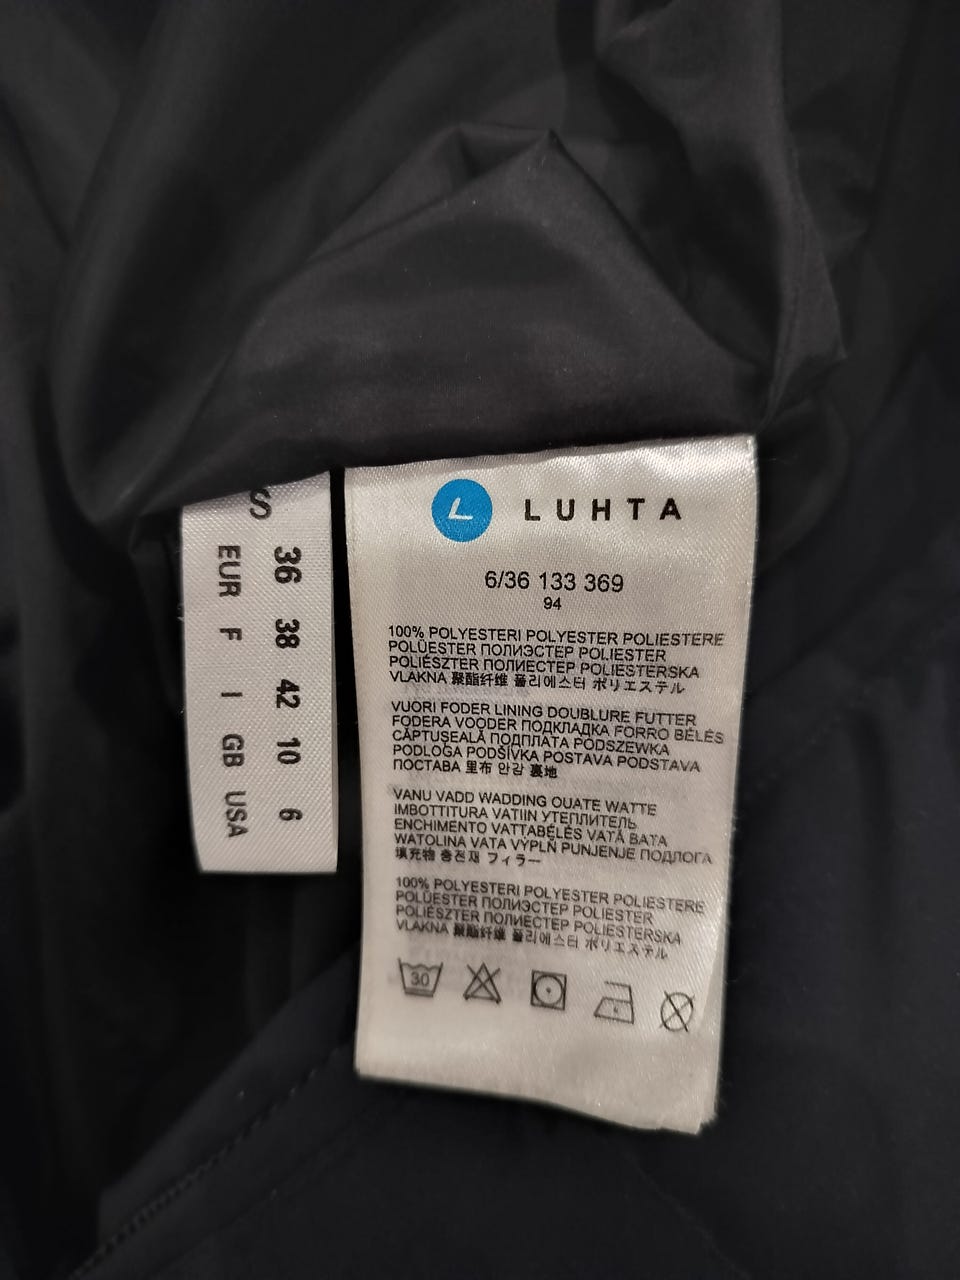 S
36 38 42 10 6
EUR F I GB USA
L LUHTA
6/36 133 369
94
100% POLYESTERI POLYESTER POLIESTERE
POLÜESTER ПОЛИЭСТЕР POLIESTER
POLIÉSZTER ПОЛИЕСТЕР POLIESTERSKA
VLAKNA 聚酯纤维 폴리에스터 ポリエステル
VUORI FODER LINING DOUBLURE FUTTER
FODERA VOODER ПОДКЛАДКА FORRO BÉLÉS
CĂPTUŞEALĂ ПОДПЛАТА PODSZEWKA
PODLOGA PODŠÍVKA POSTAVA PODSTAVA
ПОСТАВА 里布 안감 裏地
VANU VADD WADDING OUATE WATTE
IMBOTTITURA VATIIN УТЕПЛИТЕЛЬ
ENCHIMENTO VATTABÉLÉS VATĂ ВАТА
WATOLINA VATA VÝPLŇ PUNJENJE ПОДЛОГА
填充物 충전재 フィラー
100% POLYESTERI POLYESTER POLIESTERE
POLÜESTER ПОЛИЭСТЕР POLIESTER
POLIÉSZTER ПОЛИЕСТЕР POLIESTERSKA
VLAKNA 聚酯纤维 폴리에스터 ポリエステル
30